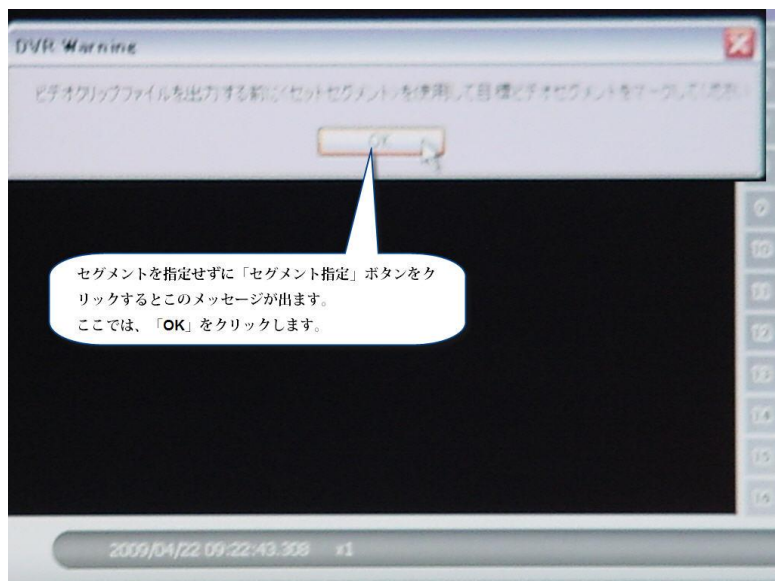 DVR Warning
ビデオクリップファイルを出力する前に<セットセグメント>を使用して目標ビデオセグメントをマークしてください
OK
セグメントを指定せずに「セグメント指定」ボタンをク
リックするとこのメッセージが出ます。
ここでは、「OK」をクリックします。
9
10
11
12
13
14
15
16
2009/04/22 09:22:43.308 x1